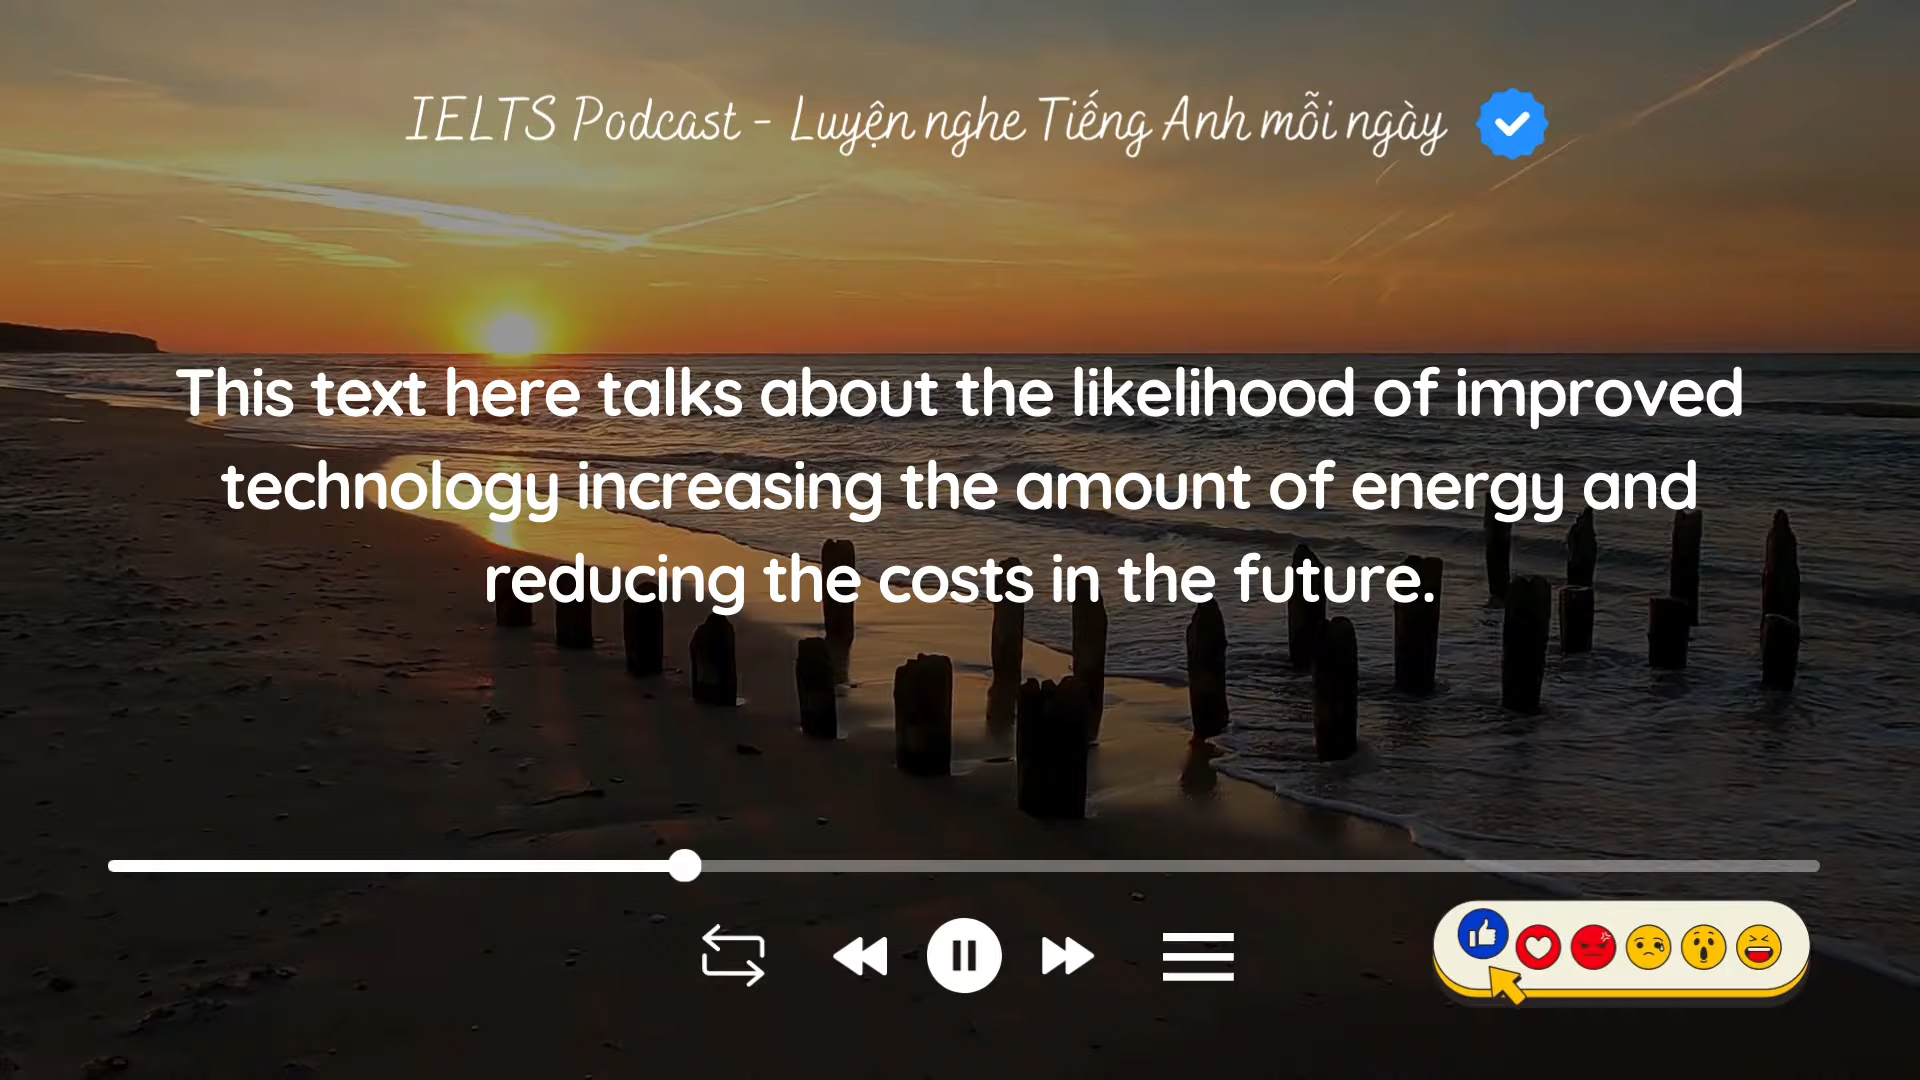 IELTS Podcast - Luyện nghe Tiếng Anh mỗi ngày
This text here talks about the likelihood of improved
technology increasing the amount of energy and
reducing the costs in the future.